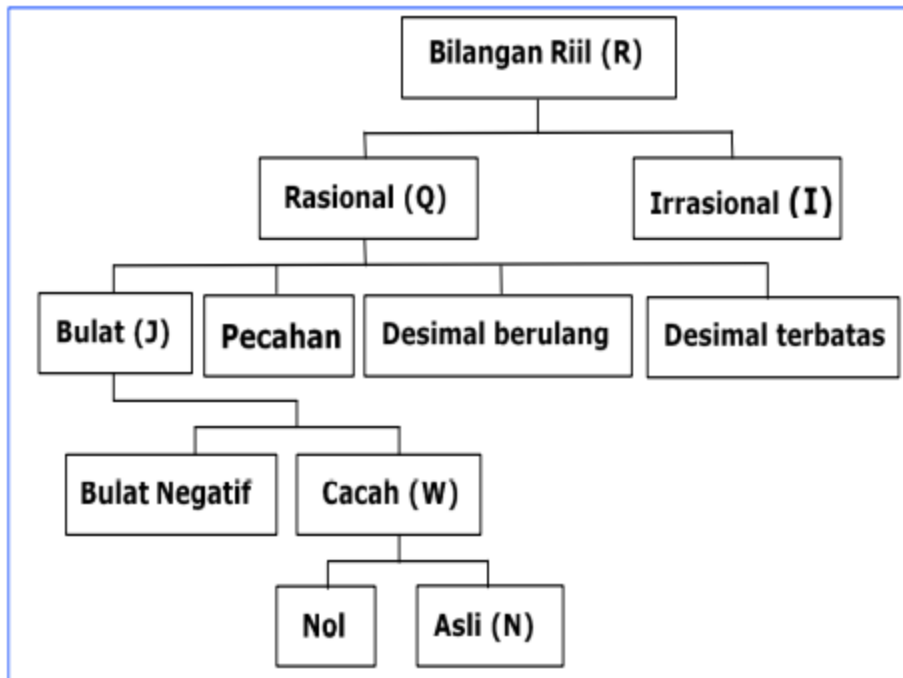 Bilangan Riil (R)
Rasional (Q)
Irrasional (I)
Bulat (J)
Pecahan
Desimal berulang
Desimal terbatas
Bulat Negatif
Cacah (W)
Nol
Asli (N)